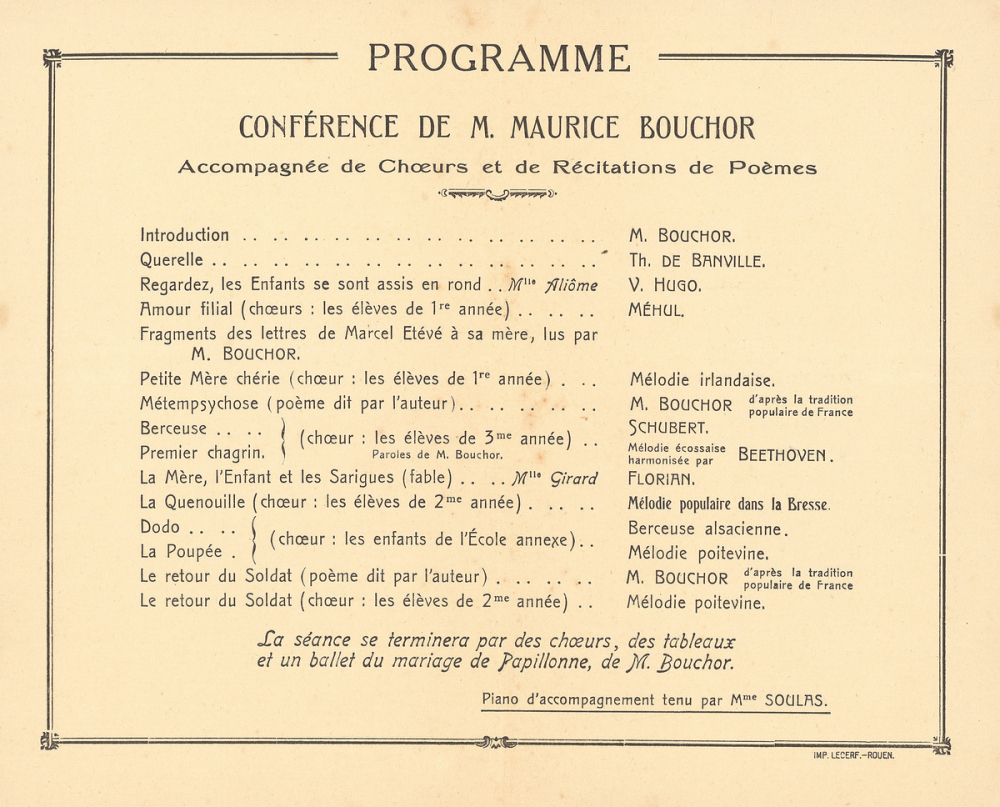 PROGRAMME
CONFÉRENCE DE M. MAURICE BOUCHOR
Accompagnée de Chœurs et de Récitations de Poèmes
Introduction .. .. .. .. .. .. .. .. .. .. .. .. M. BOUCHOR.
Querelle .. .. .. .. .. .. .. .. .. .. .. .. .. Th. DE BANVILLE.
Regardez, les Enfants se sont assis en rond .. Mlle Aliôme V. HUGO.
Amour filial (chœurs : les élèves de 1re année) .. .. .. MÉHUL.
Fragments des lettres de Marcel Etévé à sa mère, lus par
M. BOUCHOR.
Petite Mère chérie (chœur : les élèves de 1re année) . .. Mélodie irlandaise.
Métempsychose (poème dit par l'auteur). .. .. .. .. M. BOUCHOR d'après la tradition populaire de France
Berceuse .. .. SCHUBERT.
(chœur : les élèves de 3me année) ..
Premier chagrin. Paroles de M. Bouchor. Mélodie écossaise harmonisée par BEETHOVEN.
La Mère, l'Enfant et les Sarigues (fable) .. .. Mlle Girard FLORIAN.
La Quenouille (chœur : les élèves de 2me année) . .. .. Mélodie populaire dans la Bresse.
Dodo .. .. Berceuse alsacienne.
(chœur : les enfants de l'École annexe)..
La Poupée . Mélodie poitevine.
Le retour du Soldat (poème dit par l'auteur) . .. .. .. M. BOUCHOR d'après la tradition populaire de France
Le retour du Soldat (chœur : les élèves de 2me année) .. Mélodie poitevine.
La séance se terminera par des chœurs, des tableaux
et un ballet du mariage de Papillonne, de M. Bouchor.
Piano d'accompagnement tenu par Mme SOULAS.
IMP. LECERF.-ROUEN.